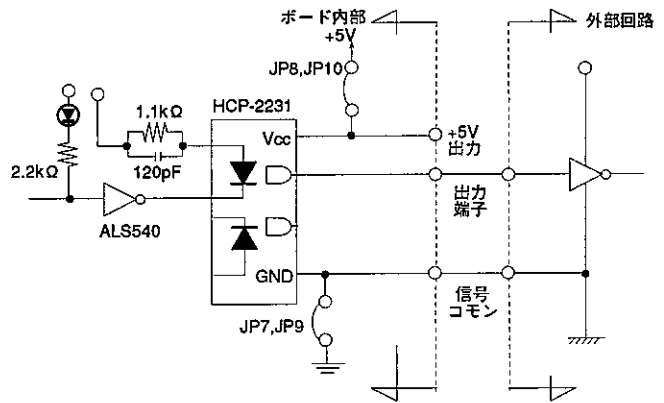 ボード内部
+5V
外部回路
JP8,JP10
HCP-2231
1.1kΩ
Vcc
+5V
出力
2.2kΩ
120pF
出力
端子
ALS540
GND
信号
コモン
JP7,JP9